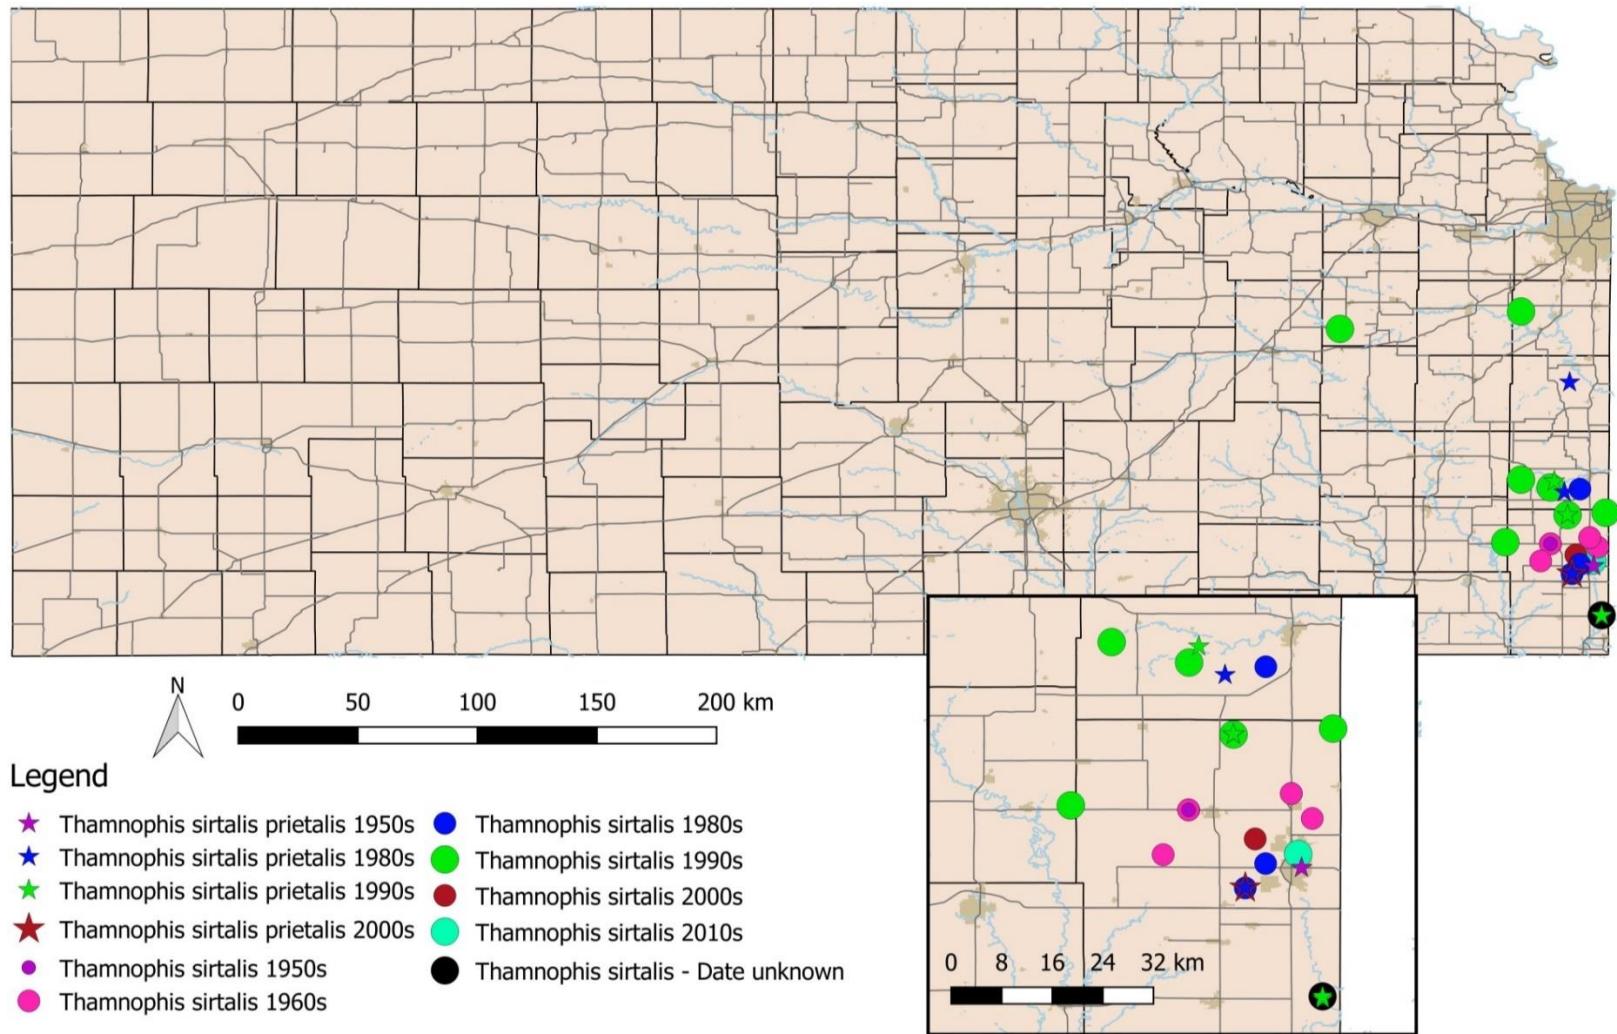 N
0 50 100 150 200 km
Legend
Thamnophis sirtalis prietalis 1950s
Thamnophis sirtalis prietalis 1980s
Thamnophis sirtalis prietalis 1990s
Thamnophis sirtalis prietalis 2000s
Thamnophis sirtalis 1950s
Thamnophis sirtalis 1960s
Thamnophis sirtalis 1980s
Thamnophis sirtalis 1990s
Thamnophis sirtalis 2000s
Thamnophis sirtalis 2010s
Thamnophis sirtalis - Date unknown
0 8 16 24 32 km